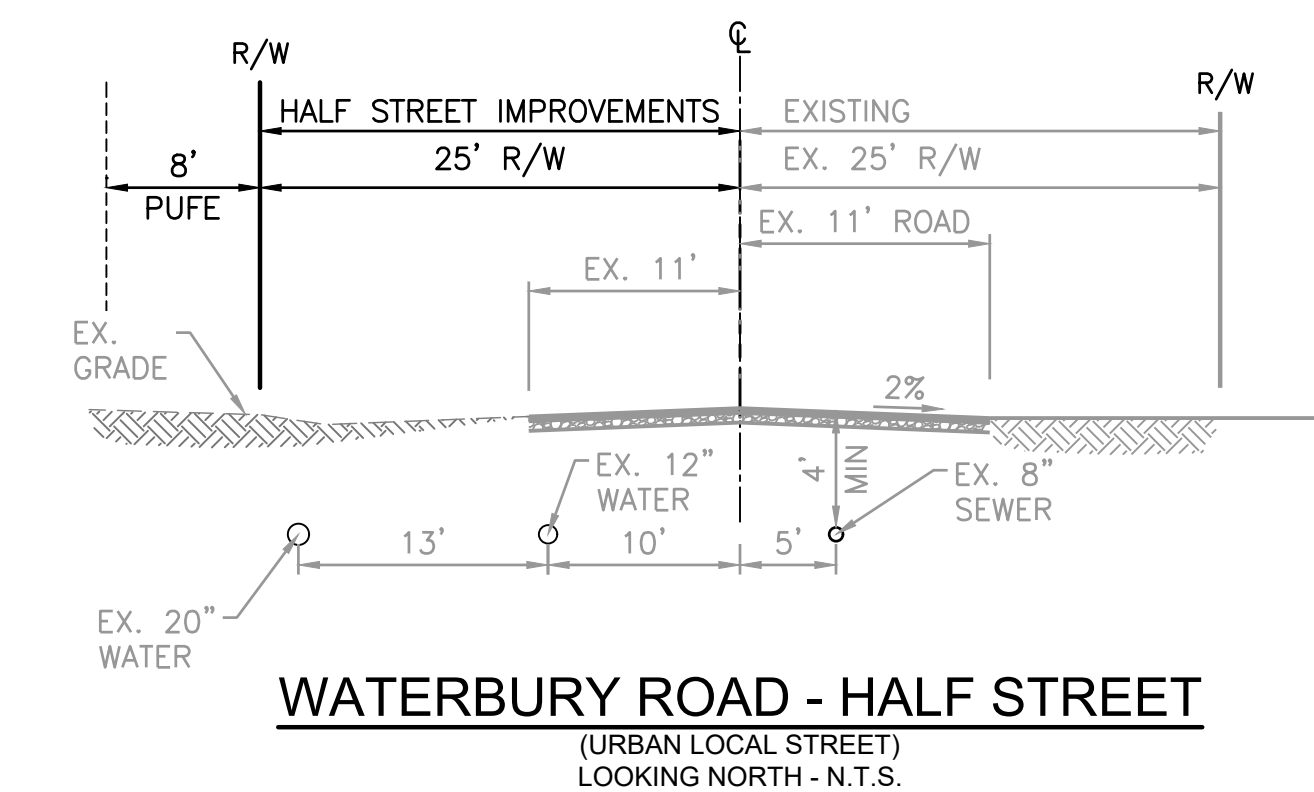 ℄
R/W
R/W
HALF STREET IMPROVEMENTS
EXISTING
8'
25' R/W
EX. 25' R/W
PUFE
EX. 11' ROAD
EX. 11'
EX.
GRADE
2%
4'
MIN
EX. 12"
WATER
EX. 8"
SEWER
13'
10'
5'
EX. 20"
WATER
WATERBURY ROAD - HALF STREET
(URBAN LOCAL STREET)
LOOKING NORTH - N.T.S.